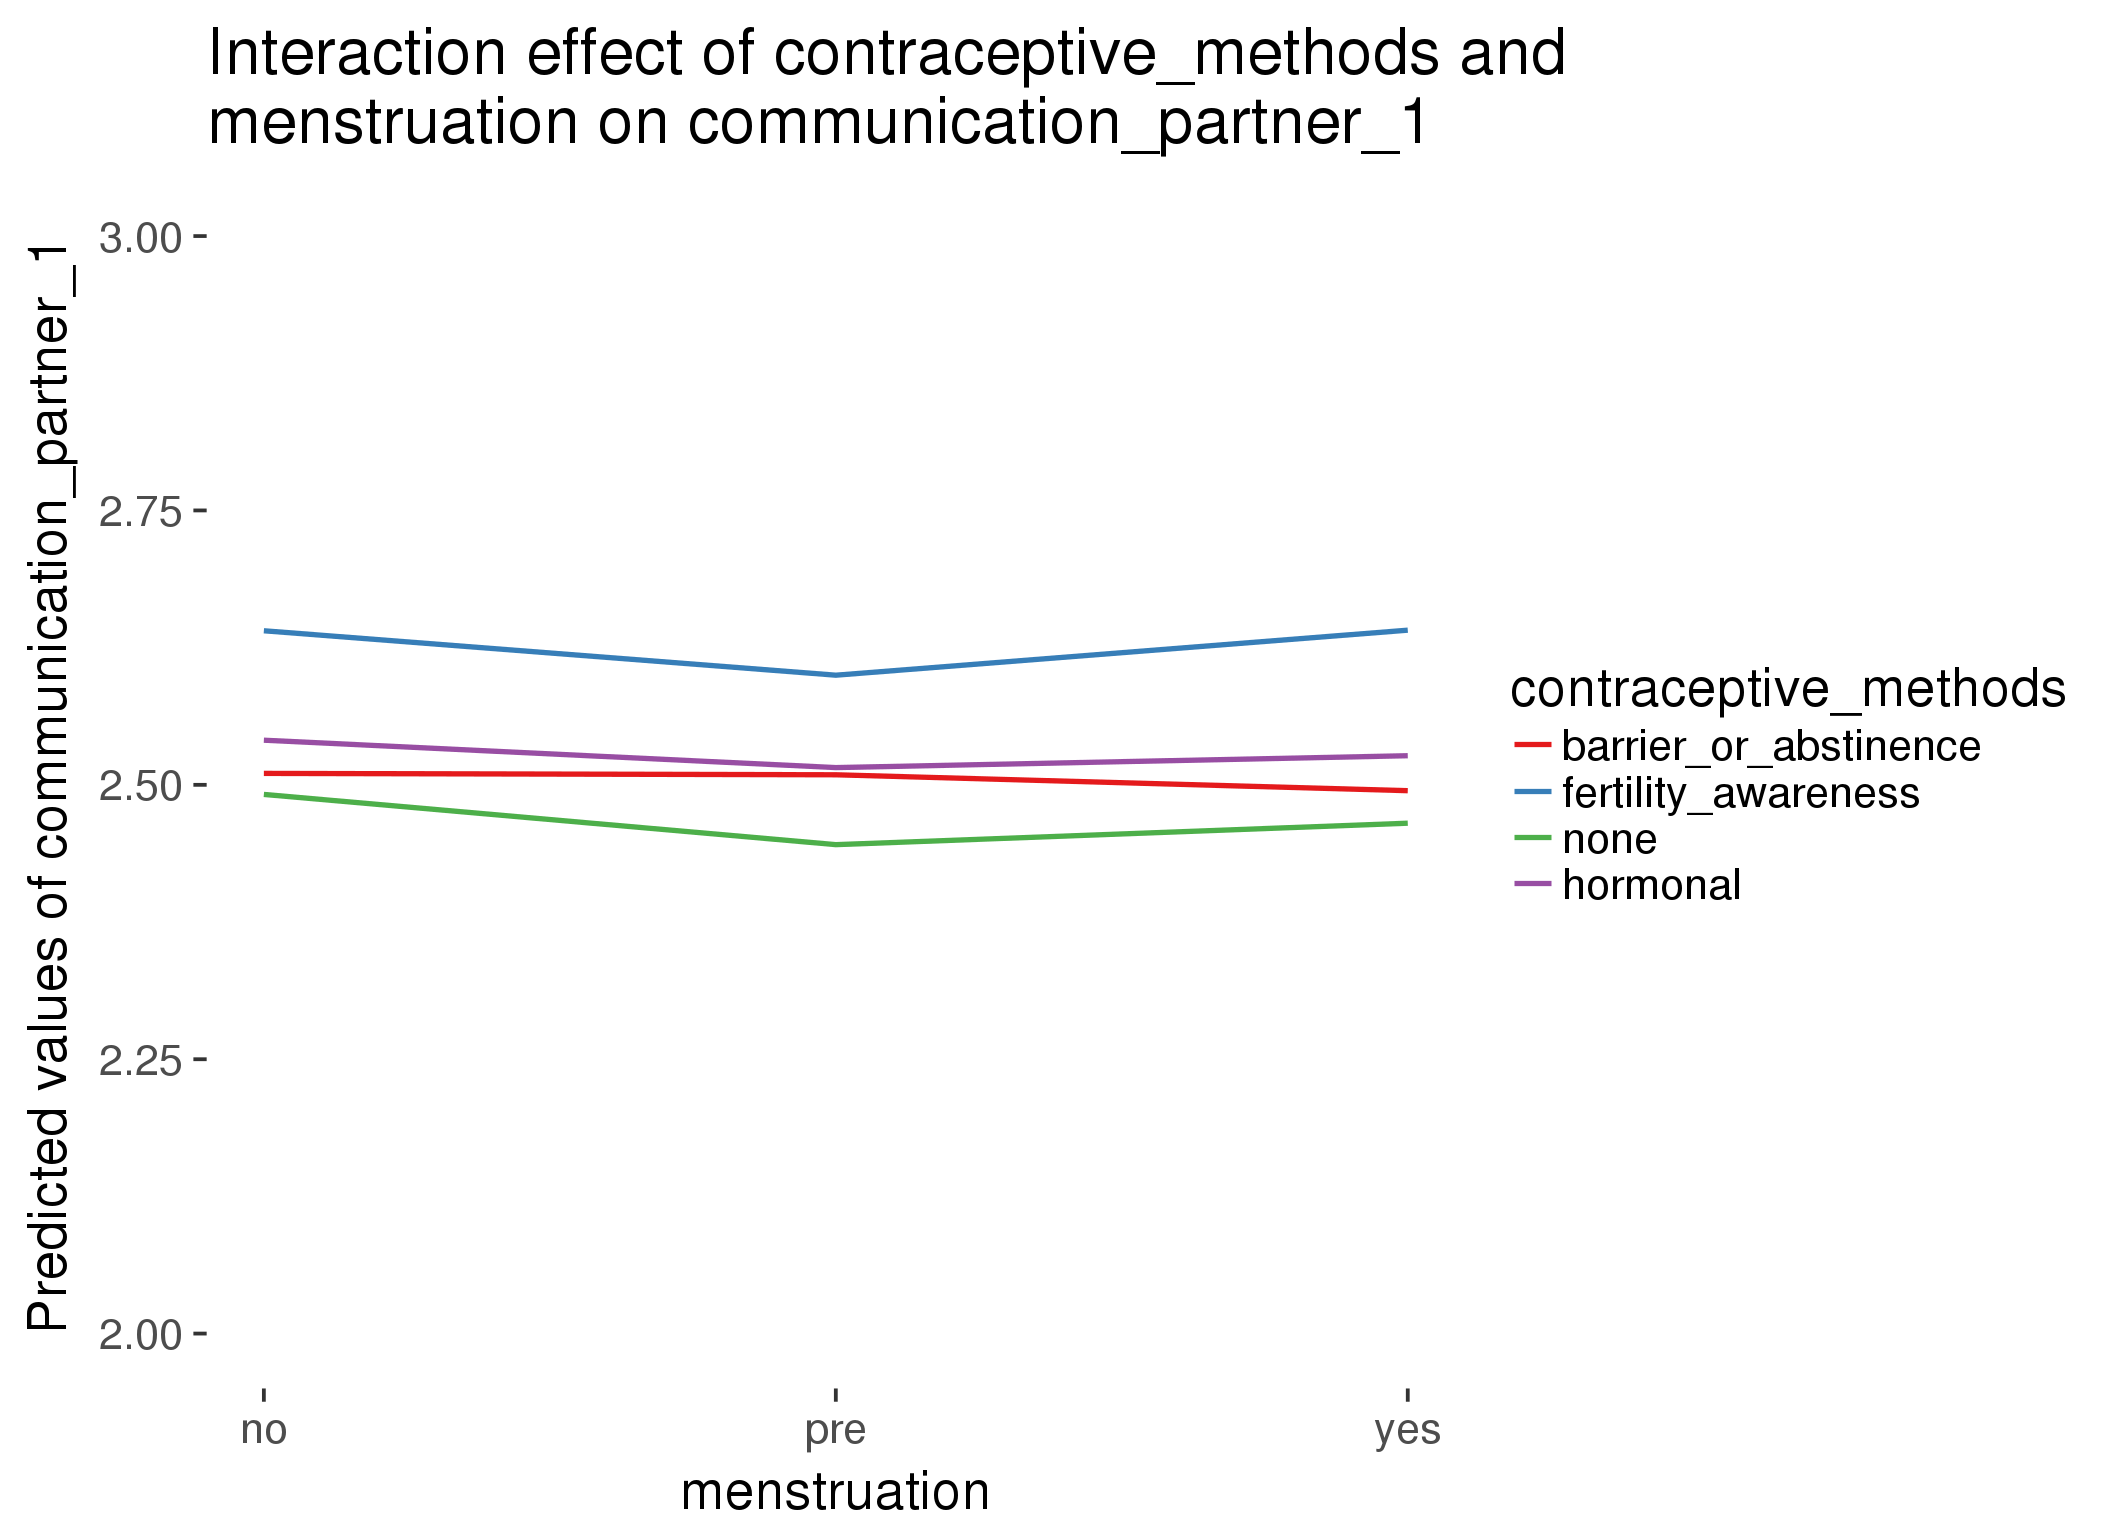 Interaction effect of contraceptive_methods and
menstruation on communication_partner_1
Predicted values of communication_partner_1
3.00
2.75
2.50
2.25
2.00
no
pre
yes
menstruation
contraceptive_methods
barrier_or_abstinence
fertility_awareness
none
hormonal